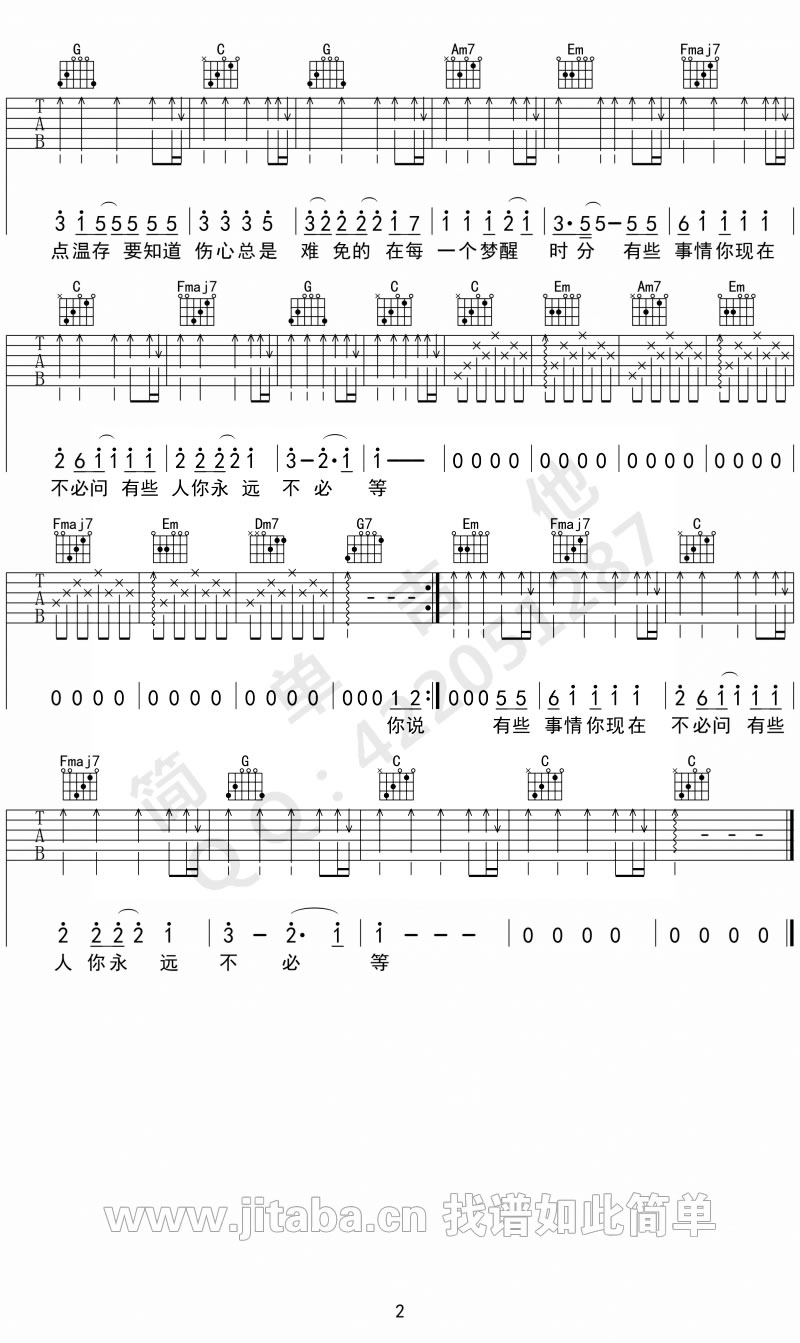 G C G Am7 Em Fmaj7
T A B
3 1 5 5 5 5 5 | 3 3 3 5 | 3 2 2 2 2 1 7 | 1 1 1 2 1 | 3·5 5 - 5 5 | 6 1 1 1 1
点温存 要知道 伤心总是 难 免的 在每 一个梦醒 时分 有些 事情你现在
C Fmaj7 G C C Em Am7 Em
T A B
2 6 1 1 1 1 | 2 2 2 2 1 | 3 - 2·1 | 1 — — — | 0 0 0 0 | 0 0 0 0 | 0 0 0 0 | 0 0 0 0
不必问 有些 人你永 远 不 必 等
Fmaj7 Em Dm7 G7 Em Fmaj7 C
T A B
0 0 0 0 | 0 0 0 0 | 0 0 0 0 | 0 0 0 1 2 :| 0 0 0 5 5 | 6 1 1 1 1 | 2 6 1 1 1 1
你说 有些 事情你现在 不必问 有些
Fmaj7 G C C C
T A B
2 2 2 2 1 | 3 - 2· 1 | 1 - - - | 0 0 0 0 | 0 0 0 0
人 你永 远 不 必 等
简单吉他
QQ:422051287
www.jitaba.cn 找谱如此简单
2